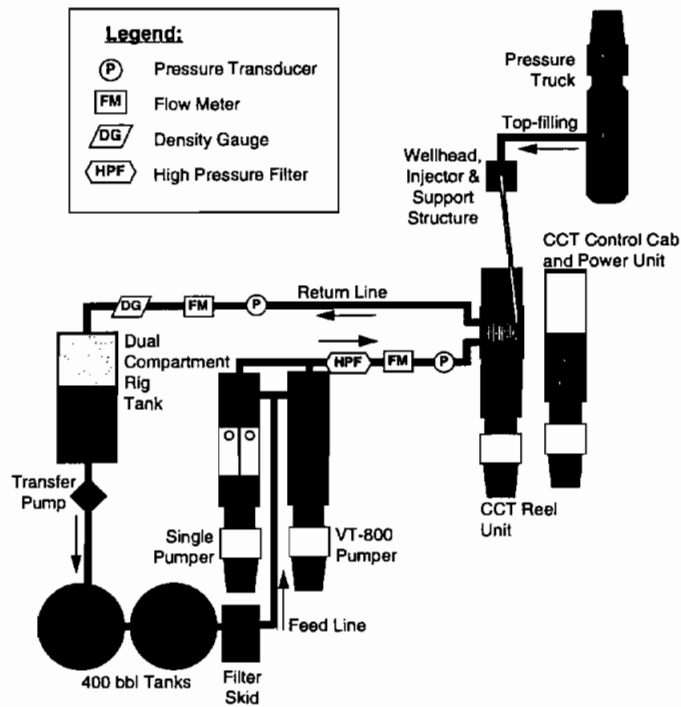 Legend:
P Pressure Transducer
FM Flow Meter
DG Density Gauge
HPF High Pressure Filter
Pressure
Truck
Top-filling
Wellhead,
Injector &
Support
Structure
CCT Control Cab
and Power Unit
Return Line
DG FM P
Dual
Compartment
Rig
Tank
HPF FM P
Transfer
Pump
CCT Reel
Unit
Single
Pumper
VT-800
Pumper
Feed Line
400 bbl Tanks
Filter
Skid